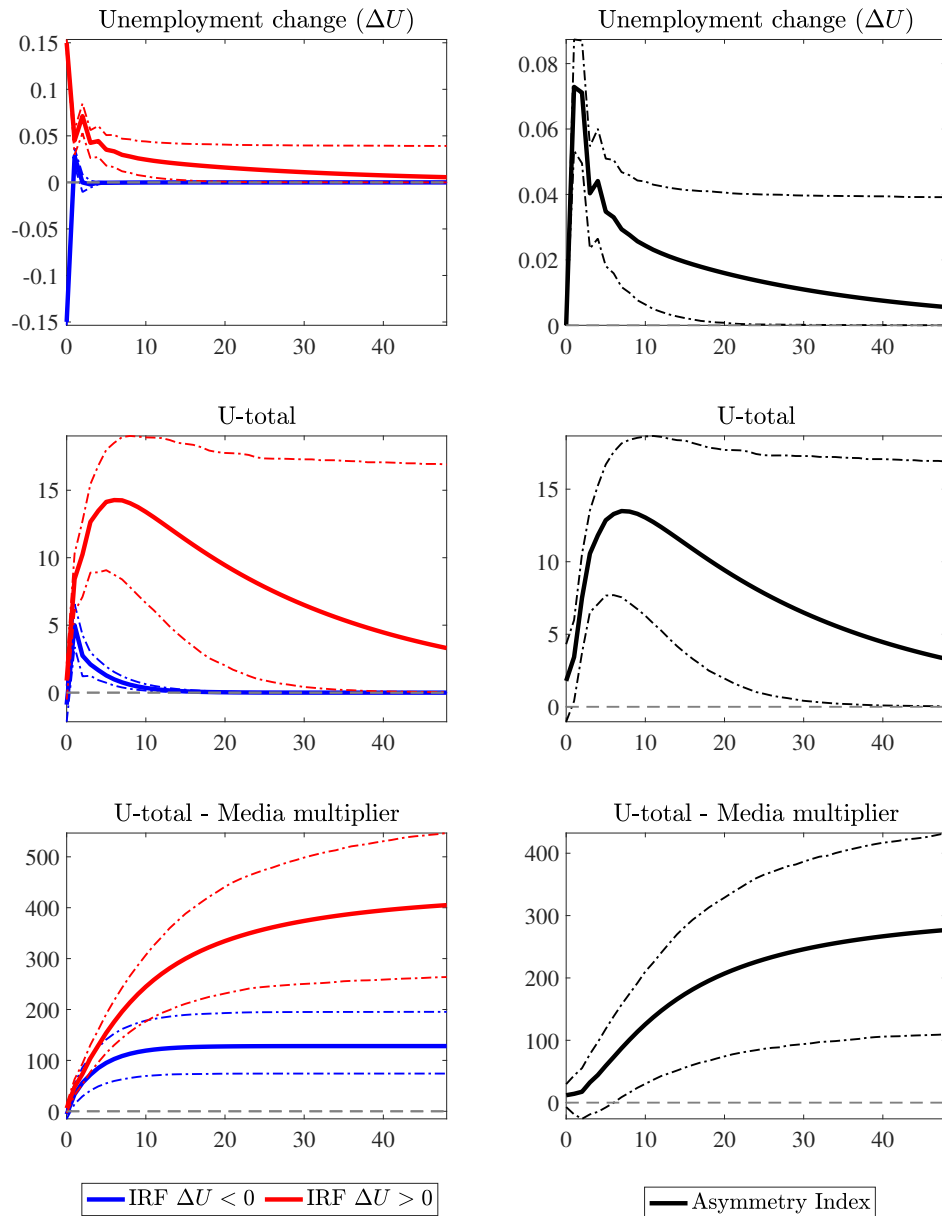 Unemployment change (ΔU)
0.15
0.1
0.05
0
-0.05
-0.1
-0.15
0 10 20 30 40
Unemployment change (ΔU)
0.08
0.06
0.04
0.02
0
0 10 20 30 40
U-total
15
10
5
0
0 10 20 30 40
U-total
15
10
5
0
0 10 20 30 40
U-total - Media multiplier
500
400
300
200
100
0
0 10 20 30 40
U-total - Media multiplier
400
300
200
100
0
0 10 20 30 40
IRF ΔU < 0 IRF ΔU > 0
Asymmetry Index